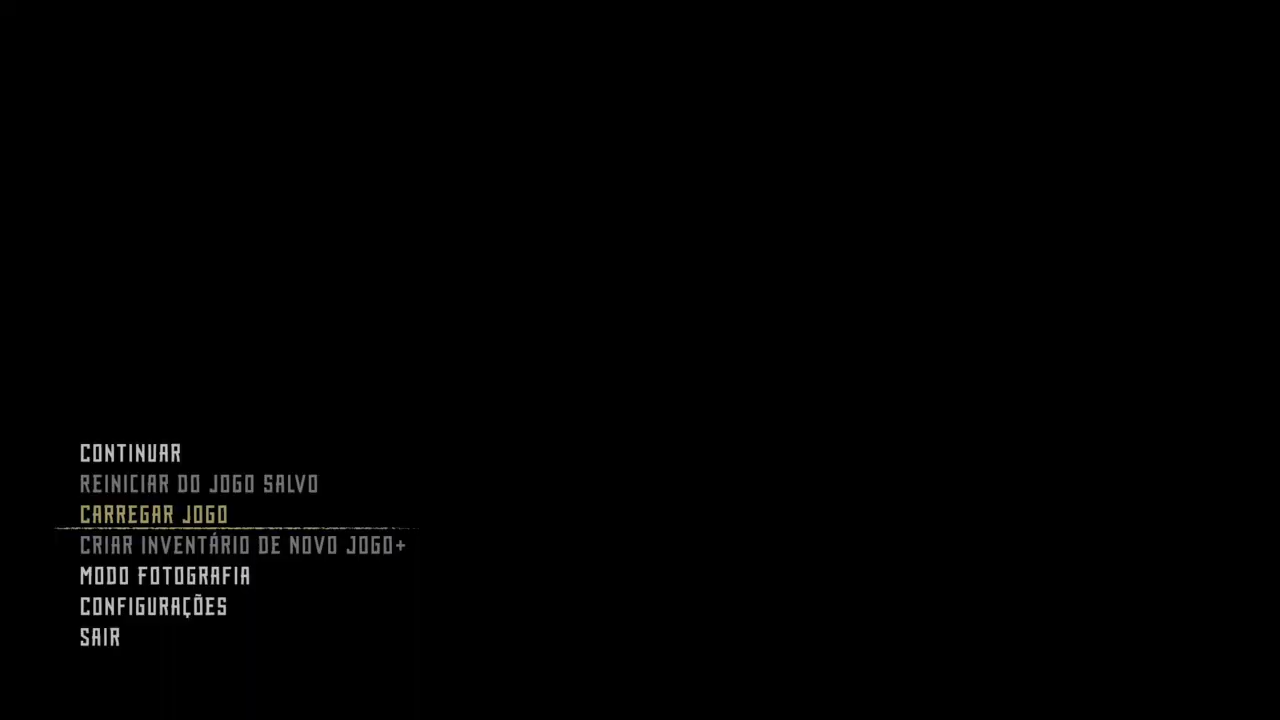 CONTINUAR
REINICIAR DO JOGO SALVO
CARREGAR JOGO
CRIAR INVENTÁRIO DE NOVO JOGO+
MODO FOTOGRAFIA
CONFIGURAÇÕES
SAIR